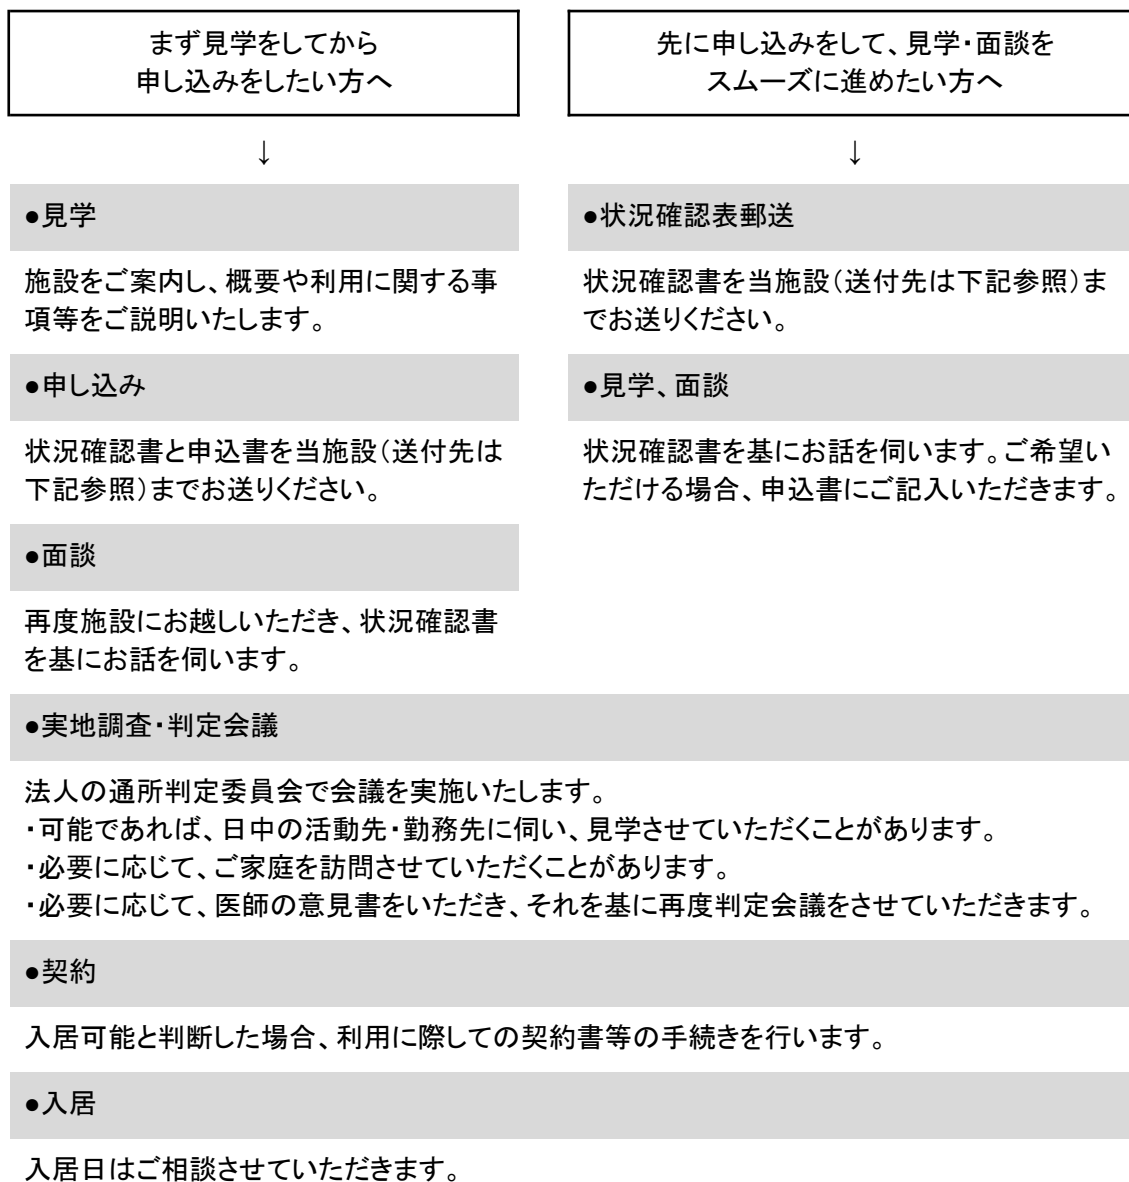 まず見学をしてから
申し込みをしたい方へ
↓
●見学
施設をご案内し、概要や利用に関する事
項等をご説明いたします。
●申し込み
状況確認書と申込書を当施設（送付先は
下記参照）までお送りください。
●面談
再度施設にお越しいただき、状況確認書
を基にお話を伺います。
先に申し込みをして、見学・面談を
スムーズに進めたい方へ
↓
●状況確認表郵送
状況確認書を当施設（送付先は下記参照）ま
でお送りください。
●見学、面談
状況確認書を基にお話を伺います。ご希望い
ただける場合、申込書にご記入いただきます。
●実地調査・判定会議
法人の通所判定委員会で会議を実施いたします。
・可能であれば、日中の活動先・勤務先に伺い、見学させていただくことがあります。
・必要に応じて、ご家庭を訪問させていただくことがあります。
・必要に応じて、医師の意見書をいただき、それを基に再度判定会議をさせていただきます。
●契約
入居可能と判断した場合、利用に際しての契約書等の手続きを行います。
●入居
入居日はご相談させていただきます。